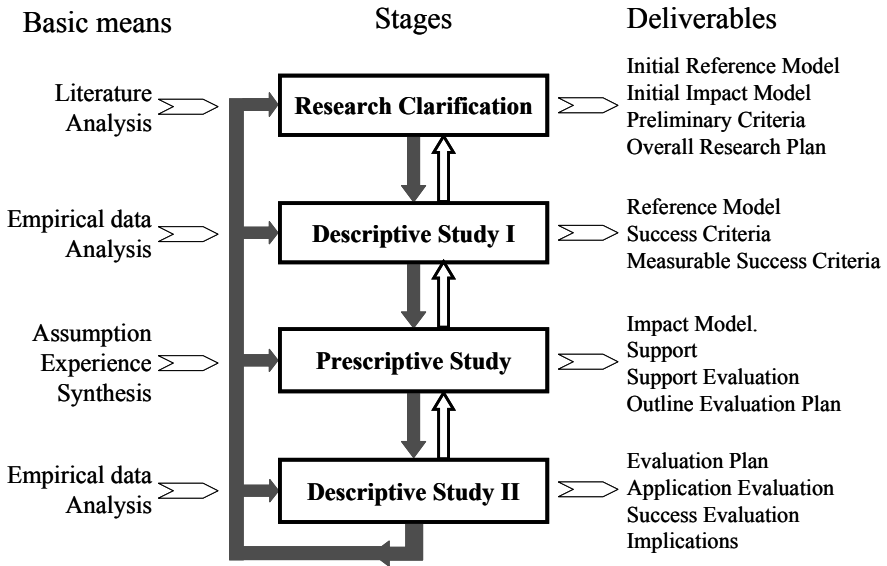 Basic means
Stages
Deliverables
Literature
Analysis
Research Clarification
Initial Reference Model
Initial Impact Model
Preliminary Criteria
Overall Research Plan
Empirical data
Analysis
Descriptive Study I
Reference Model
Success Criteria
Measurable Success Criteria
Assumption
Experience
Synthesis
Prescriptive Study
Impact Model.
Support
Support Evaluation
Outline Evaluation Plan
Empirical data
Analysis
Descriptive Study II
Evaluation Plan
Application Evaluation
Success Evaluation
Implications